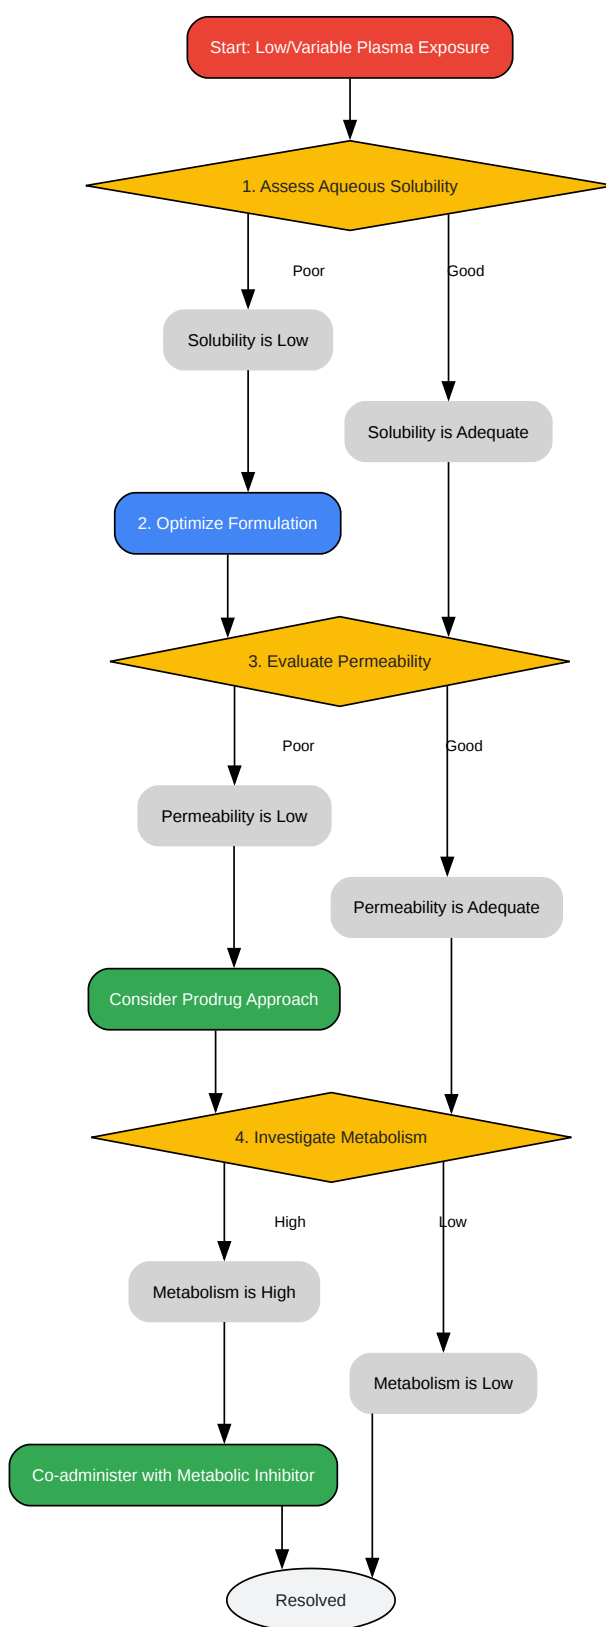 Start: Low/Variable Plasma Exposure
1. Assess Aqueous Solubility
Poor
Good
Solubility is Low
Solubility is Adequate
2. Optimize Formulation
3. Evaluate Permeability
Poor
Good
Permeability is Low
Permeability is Adequate
Consider Prodrug Approach
4. Investigate Metabolism
High
Low
Metabolism is High
Metabolism is Low
Co-administer with Metabolic Inhibitor
Resolved